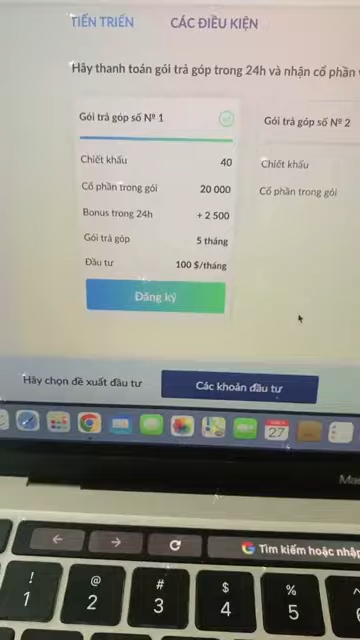 TIẾN TRIỂN CÁC ĐIỀU KIỆN
Hãy thanh toán gói trả góp trong 24h và nhận cổ phần
Gói trả góp số Nº 1
Chiết khấu 40
Cổ phần trong gói 20 000
Bonus trong 24h + 2 500
Gói trả góp 5 tháng
Đầu tư 100 $/tháng
Đăng ký
Gói trả góp số Nº 2
Chiết khấu
Cổ phần trong gói
Hãy chọn đề xuất đầu tư
Các khoản đầu tư
27
Tìm kiếm hoặc nhập
! @ # $ %
1 2 3 4 5